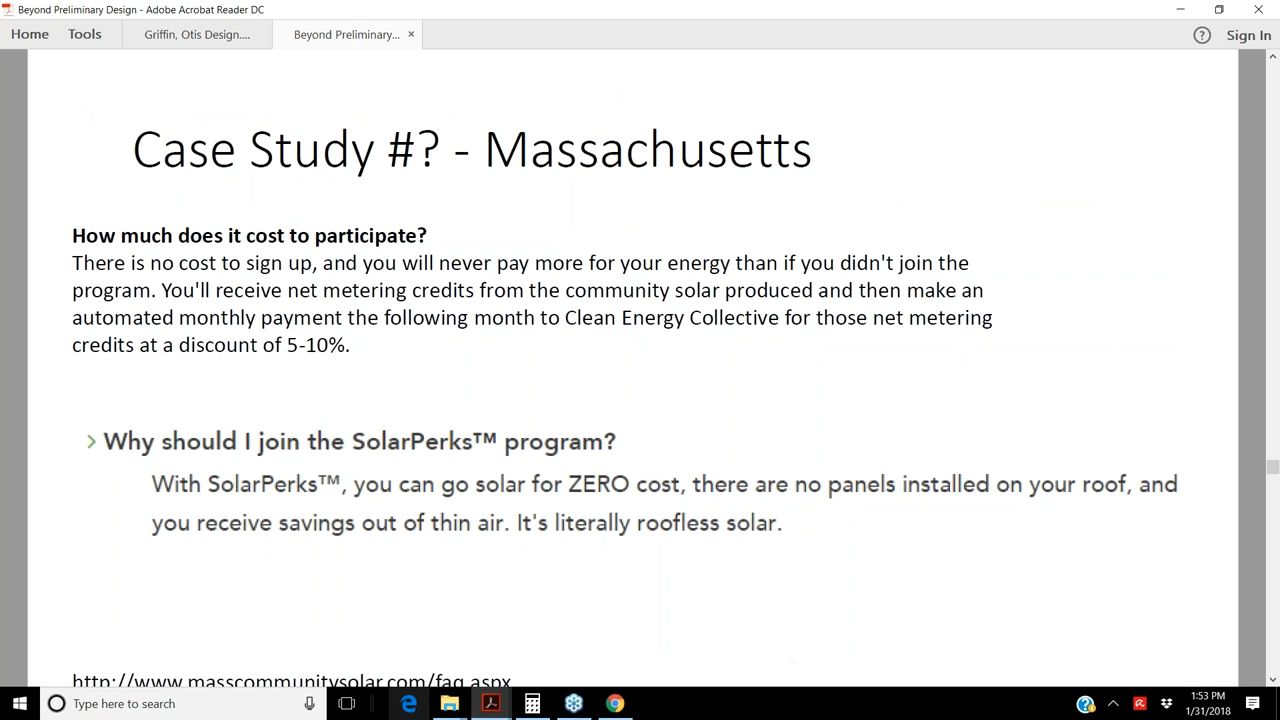 Beyond Preliminary Design - Adobe Acrobat Reader DC
Home Tools Griffin, Otis Design.... Beyond Preliminary... × ? Sign In
Case Study #? - Massachusetts
How much does it cost to participate?
There is no cost to sign up, and you will never pay more for your energy than if you didn't join the
program. You'll receive net metering credits from the community solar produced and then make an
automated monthly payment the following month to Clean Energy Collective for those net metering
credits at a discount of 5-10%.
> Why should I join the SolarPerks™ program?
With SolarPerks™, you can go solar for ZERO cost, there are no panels installed on your roof, and
you receive savings out of thin air. It's literally roofless solar.
http://www.masscommunitysolar.com/faq.aspx
Type here to search
1:53 PM
1/31/2018